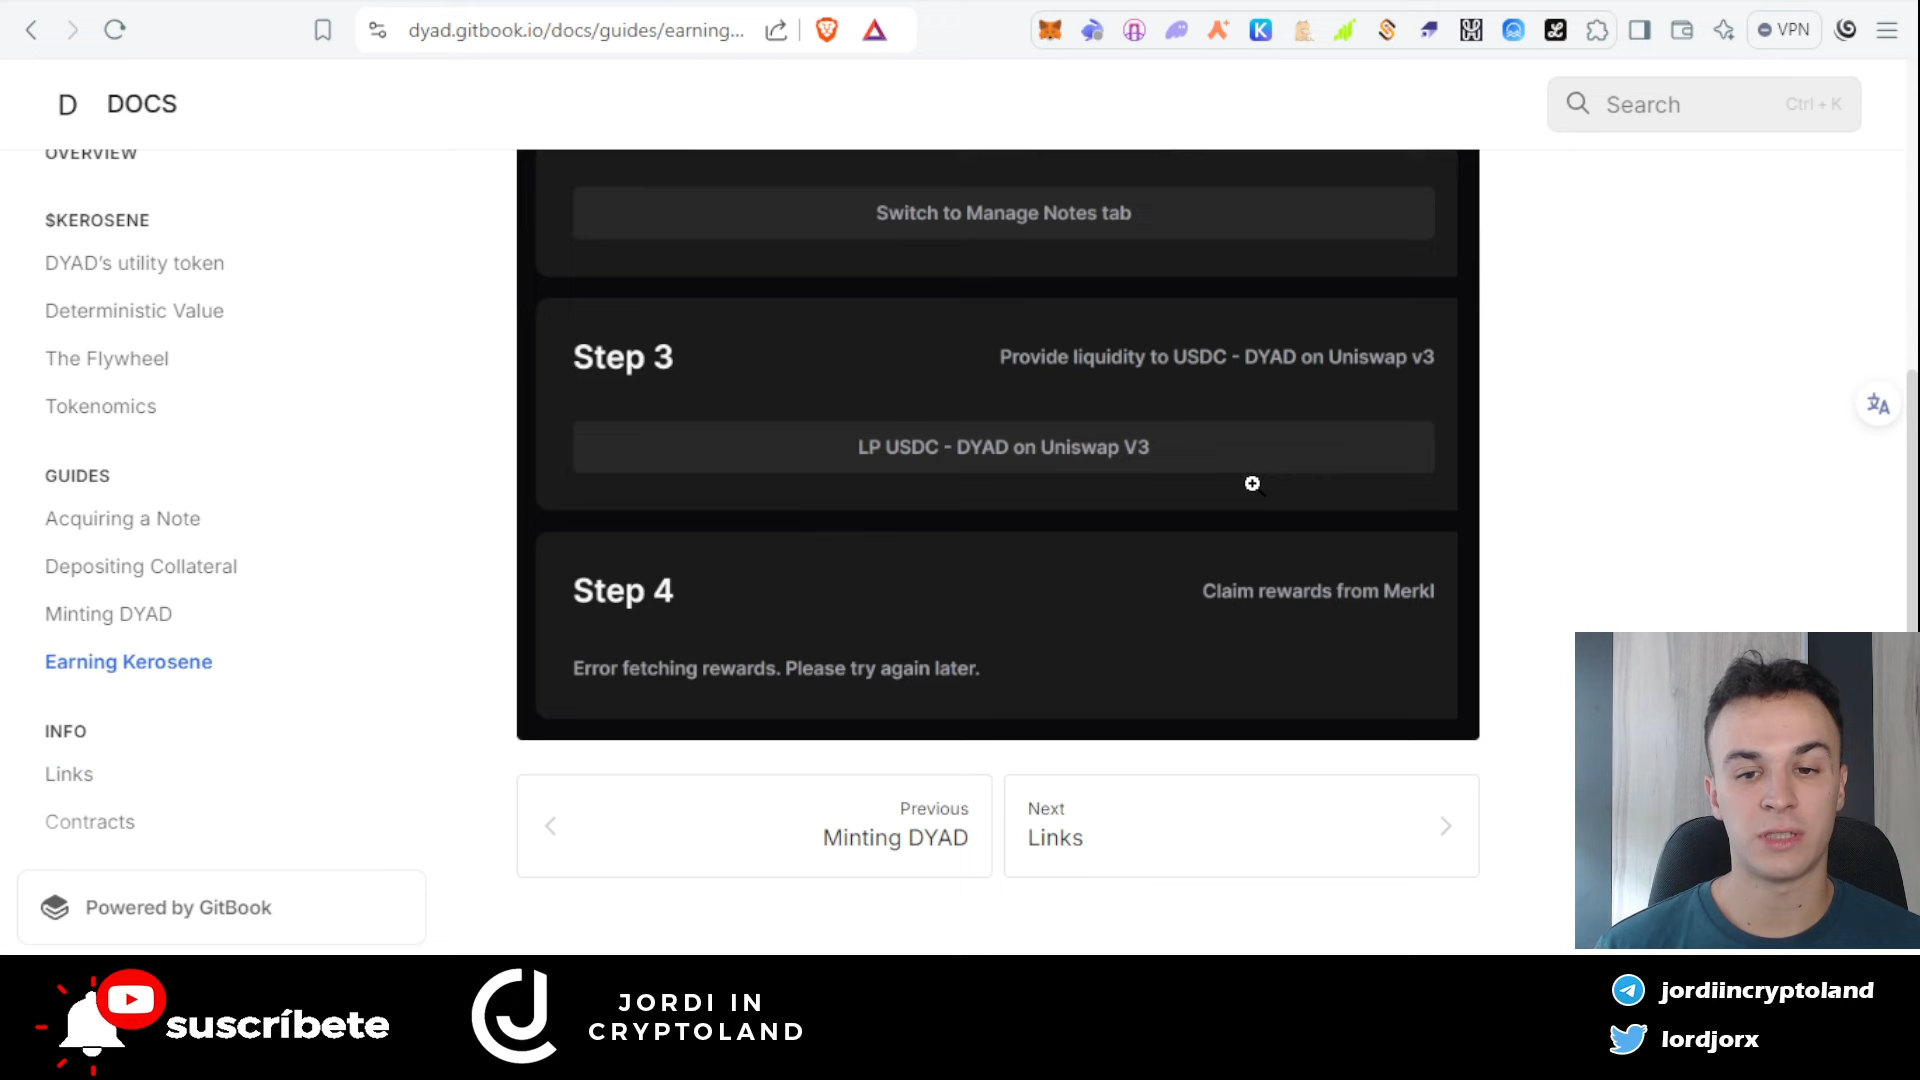 dyad.gitbook.io/docs/guides/earning...
VPN
D DOCS
Search
Ctrl + K
OVERVIEW
$KEROSENE
DYAD's utility token
Deterministic Value
The Flywheel
Tokenomics
GUIDES
Acquiring a Note
Depositing Collateral
Minting DYAD
Earning Kerosene
INFO
Links
Contracts
Powered by GitBook
Switch to Manage Notes tab
Step 3
Provide liquidity to USDC - DYAD on Uniswap v3
LP USDC - DYAD on Uniswap V3
Step 4
Claim rewards from Merkl
Error fetching rewards. Please try again later.
Previous
Minting DYAD
Next
Links
suscríbete
JORDI IN
CRYPTOLAND
jordiincryptoland
lordjorx